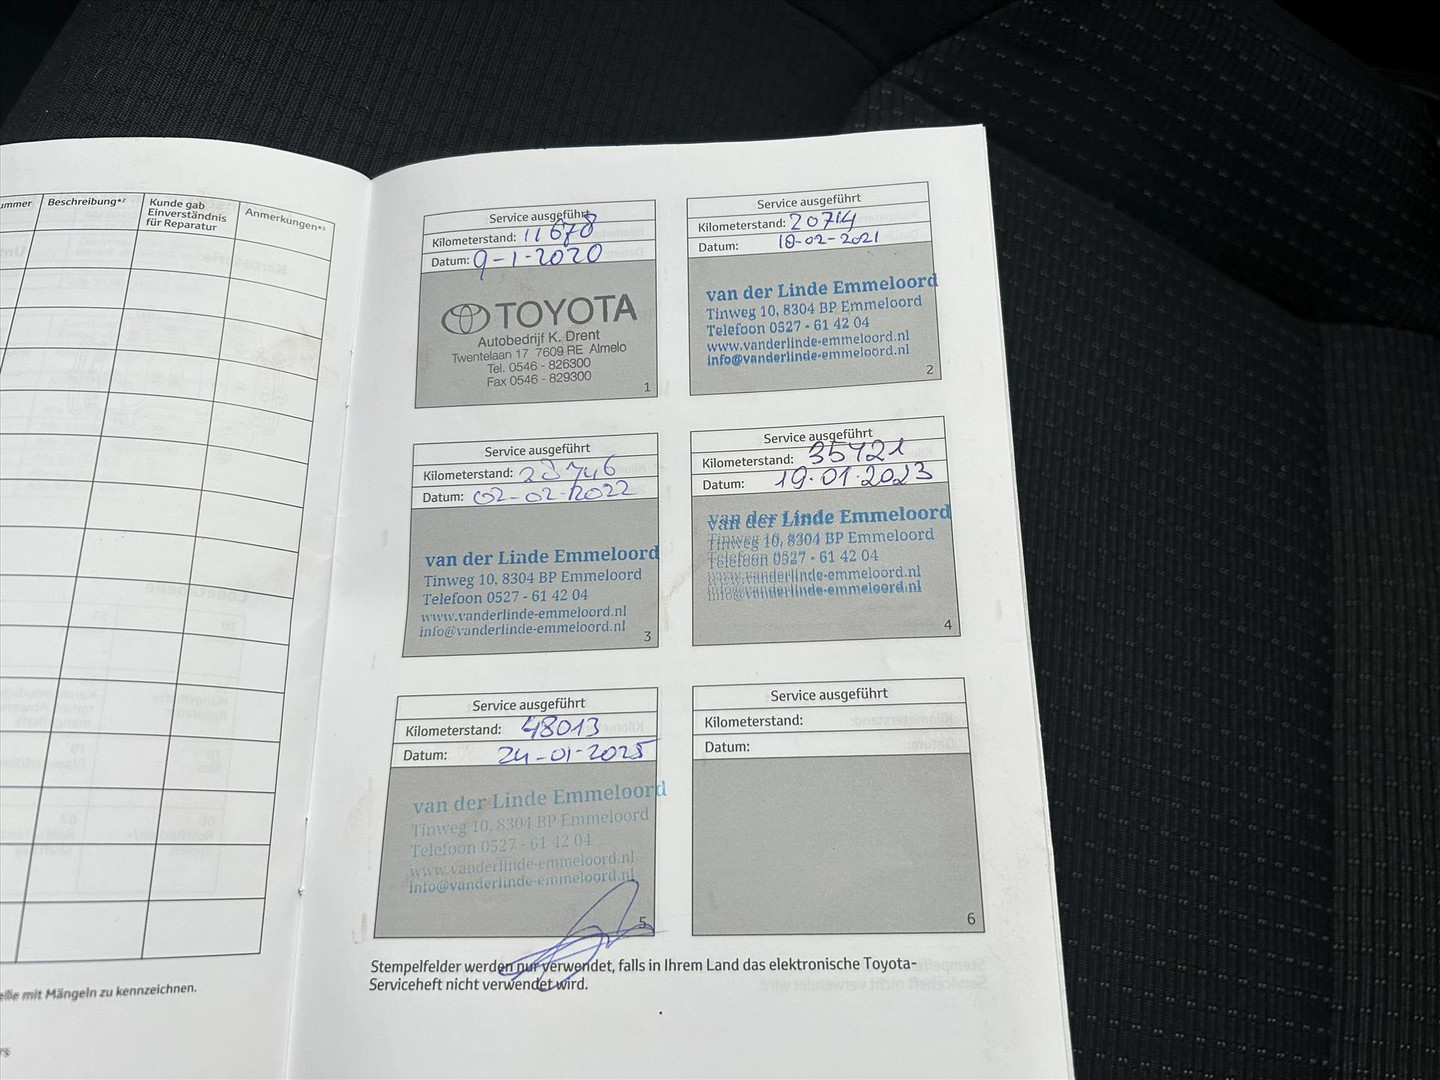 ummer
Beschreibung*²
Kunde gab
Einverständnis
für Reparatur
Anmerkungen*³
elle mit Mängeln zu kennzeichnen.
Service ausgeführt
Kilometerstand: 11678
Datum: 9-1-2020
TOYOTA
Autobedrijf K. Drent
Twentelaan 17 7609 RE Almelo
Tel. 0546 - 826300
Fax 0546 - 829300
1
Service ausgeführt
Kilometerstand: 20714
Datum: 18-02-2021
van der Linde Emmeloord
Tinweg 10, 8304 BP Emmeloord
Telefoon 0527 - 61 42 04
www.vanderlinde-emmeloord.nl
info@vanderlinde-emmeloord.nl
2
Service ausgeführt
Kilometerstand:
Datum: 02-02-2022
van der Linde Emmeloord
Tinweg 10, 8304 BP Emmeloord
Telefoon 0527 - 61 42 04
www.vanderlinde-emmeloord.nl
info@vanderlinde-emmeloord.nl
3
Service ausgeführt
Kilometerstand: 35421
Datum: 19-01-2023
van der Linde Emmeloord
Tinweg 10, 8304 BP Emmeloord
Telefoon 0527 - 61 42 04
www.vanderlinde-emmeloord.nl
info@vanderlinde-emmeloord.nl
4
Service ausgeführt
Kilometerstand: 48013
Datum: 24-01-2025
van der Linde Emmeloord
Tinweg 10, 8304 BP Emmeloord
Telefoon 0527 - 61 42 04
www.vanderlinde-emmeloord.nl
info@vanderlinde-emmeloord.nl
5
Service ausgeführt
Kilometerstand:
Datum:
6
Stempelfelder werden nur verwendet, falls in Ihrem Land das elektronische Toyota-
Serviceheft nicht verwendet wird.